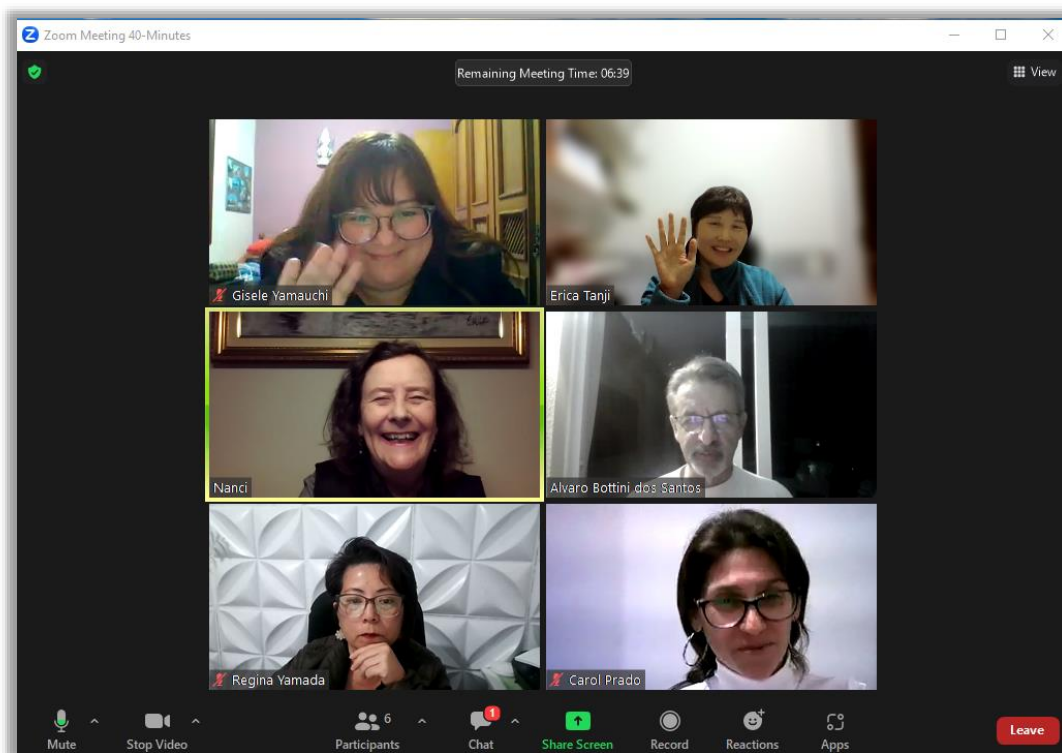 Zoom Meeting 40-Minutes
Remaining Meeting Time: 06:39
View
Gisele Yamauchi
Erica Tanji
Nanci
Alvaro Bottini dos Santos
Regina Yamada
Carol Prado
6
1
Mute
Stop Video
Participants
Chat
Share Screen
Record
Reactions
Apps
Leave